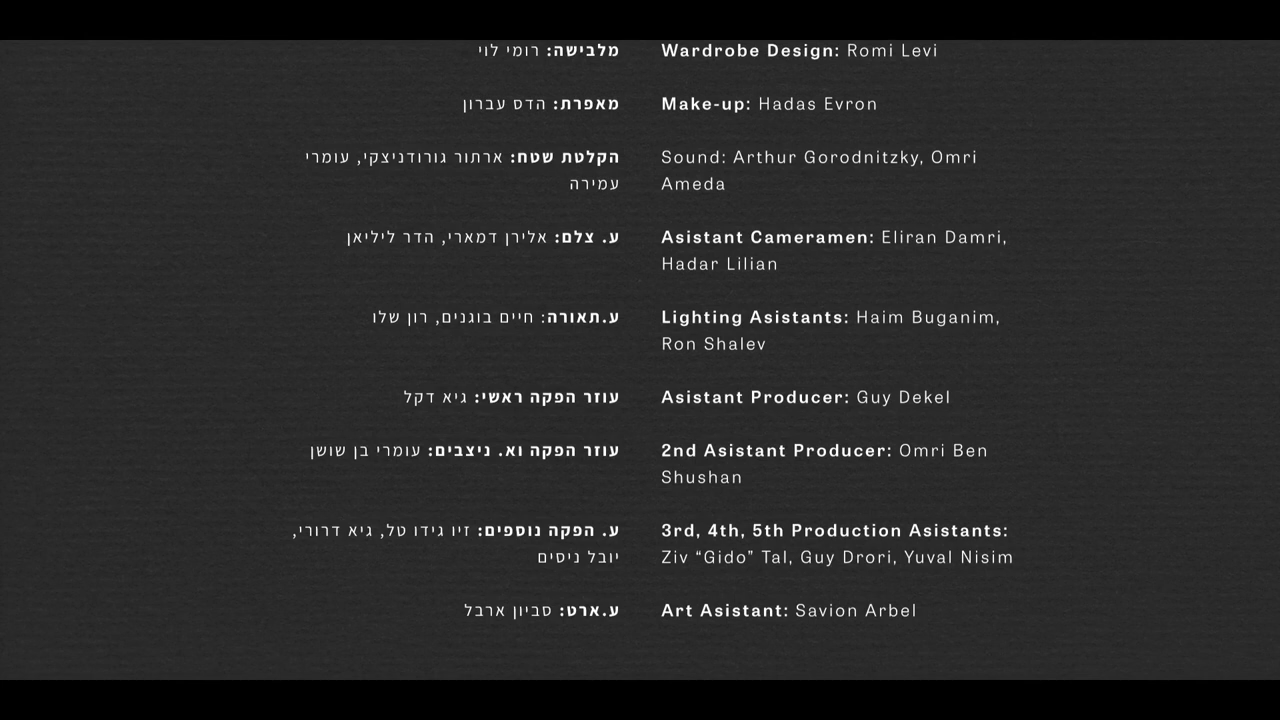 מלבישה: רומי לוי
מאפרת: הדס עברון
הקלטת שטח: ארתור גורודניצקי, עומרי
עמירה
ע. צלם: אלירן דמארי, הדר ליליאן
ע.תאורה: חיים בוגנים, רון שלו
עוזר הפקה ראשי: גיא דקל
עוזר הפקה וא. ניצבים: עומרי בן שושן
ע. הפקה נוספים: זיו גידו טל, גיא דרורי,
יובל ניסים
ע.ארט: סביון ארבל
Wardrobe Design: Romi Levi
Make-up: Hadas Evron
Sound: Arthur Gorodnitzky, Omri
Ameda
Asistant Cameramen: Eliran Damri,
Hadar Lilian
Lighting Asistants: Haim Buganim,
Ron Shalev
Asistant Producer: Guy Dekel
2nd Asistant Producer: Omri Ben
Shushan
3rd, 4th, 5th Production Asistants:
Ziv “Gido” Tal, Guy Drori, Yuval Nisim
Art Asistant: Savion Arbel